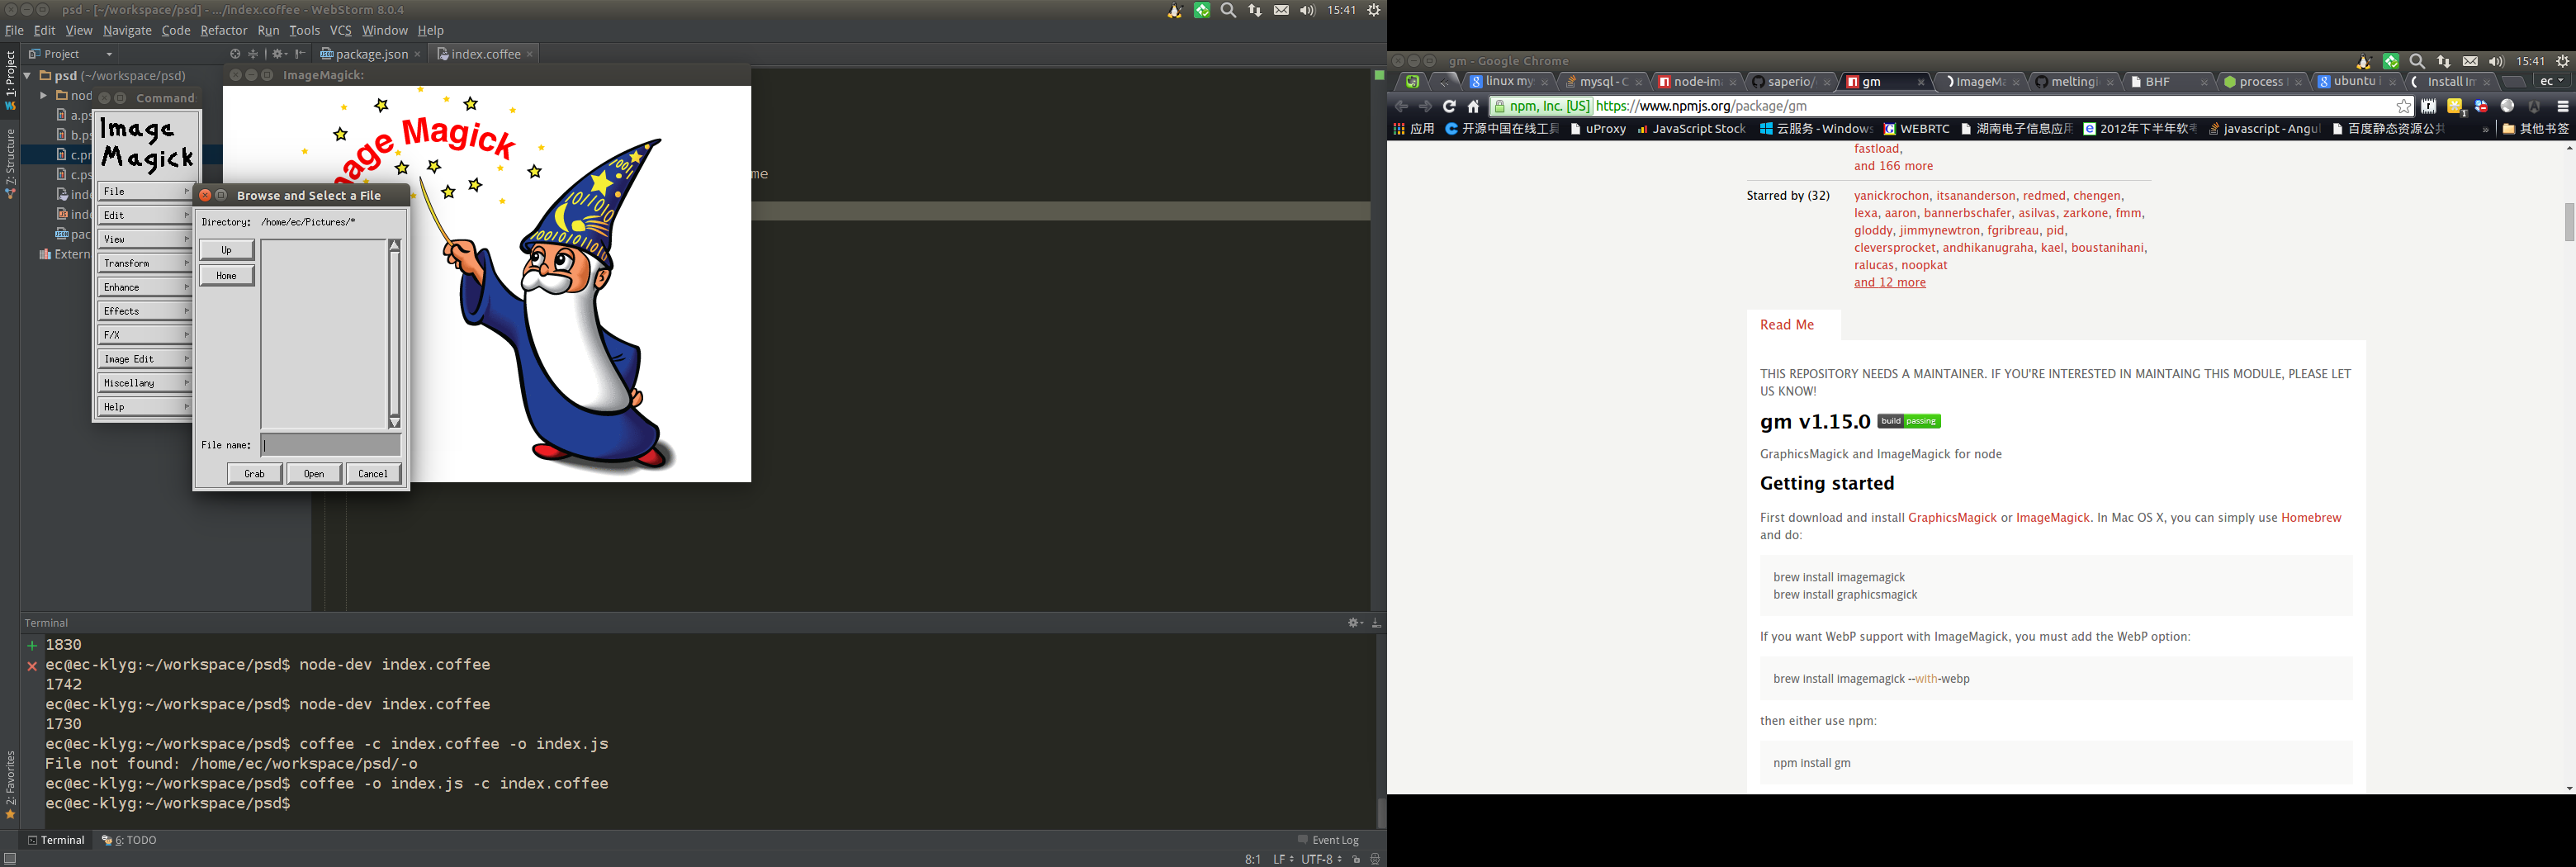 psd - [~/workspace/psd] - .../index.coffee - WebStorm 8.0.4
15:41
File Edit View Navigate Code Refactor Run Tools VCS Window Help
1: Project
7: Structure
2: Favorites
Project
package.json
index.coffee
psd (~/workspace/psd)
nod
a.ps
b.ps
c.pr
c.ps
ind
ind
pac
Extern
ImageMagick:
Command
Image
Magick
File
Edit
View
Transform
Enhance
Effects
F/X
Image Edit
Miscellany
Help
age Magick
Browse and Select a File
Directory: /home/ec/Pictures/*
Up
Home
File name:
Grab
Open
Cancel
me
Terminal
1830
ec@ec-klyg:~/workspace/psd$ node-dev index.coffee
1742
ec@ec-klyg:~/workspace/psd$ node-dev index.coffee
1730
ec@ec-klyg:~/workspace/psd$ coffee -c index.coffee -o index.js
File not found: /home/ec/workspace/psd/-o
ec@ec-klyg:~/workspace/psd$ coffee -o index.js -c index.coffee
ec@ec-klyg:~/workspace/psd$
Terminal
6: TODO
Event Log
8:1 LF UTF-8
gm - Google Chrome
15:41
linux my
mysql - C
node-im
saperio/
gm
ImageMa
melting
BHF
process
ubuntu i
Install Im
ec
npm, Inc. [US] https://www.npmjs.org/package/gm
应用 开源中国在线工具 uProxy JavaScript Stock 云服务 - Windows WEBRTC 湖南电子信息应用 2012年下半年软考 javascript - Angul 百度静态资源公共 » 其他书签
fastload,
and 166 more
Starred by (32)
yanickrochon, itsananderson, redmed, chengen,
lexa, aaron, bannerbschafer, asilvas, zarkone, fmm,
gloddy, jimmynewtron, fgribreau, pid,
cleversprocket, andhikanugraha, kael, boustanihani,
ralucas, noopkat
and 12 more
Read Me
THIS REPOSITORY NEEDS A MAINTAINER. IF YOU'RE INTERESTED IN MAINTAING THIS MODULE, PLEASE LET
US KNOW!
gm v1.15.0 build passing
GraphicsMagick and ImageMagick for node
Getting started
First download and install GraphicsMagick or ImageMagick. In Mac OS X, you can simply use Homebrew
and do:
brew install imagemagick
brew install graphicsmagick
If you want WebP support with ImageMagick, you must add the WebP option:
brew install imagemagick --with-webp
then either use npm:
npm install gm